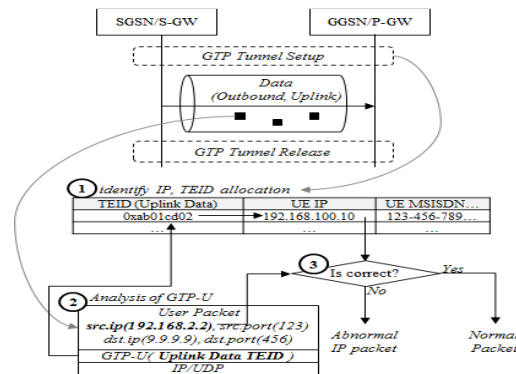 SGSN/S-GW GGSN/P-GW
GTP Tunnel Setup
Data
(Outbound, Uplink)
GTP Tunnel Release
1 identify IP, TEID allocation
TEID (Uplink Data) UE IP UE MSISDN...
0xab01cd02 192.168.100.10 123-456-789...
... ... ...
3 Is correct? Yes
No
2 Analysis of GTP-U
User Packet
src.ip(192.168.2.2), src.port(123)
dst.ip(9.9.9.9), dst.port(456)
GTP-U( Uplink Data TEID )
IP/UDP
Abnormal
IP packet
Normal
Packet